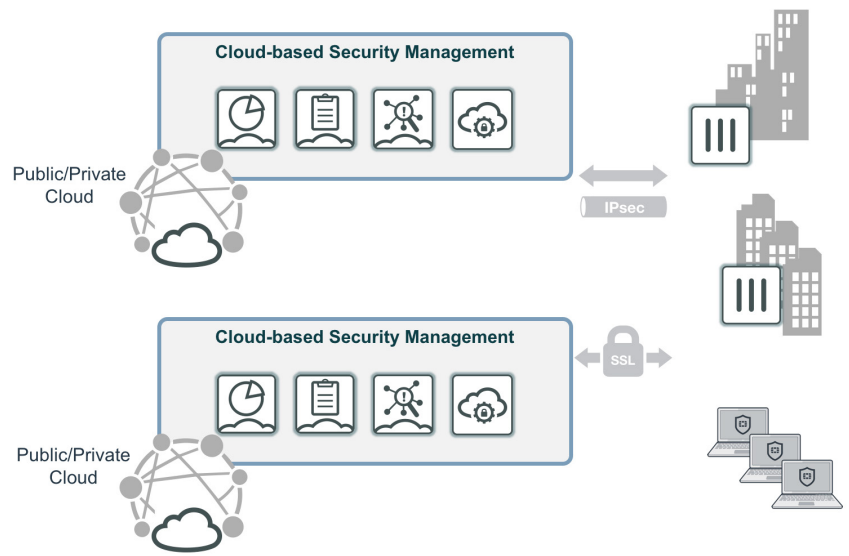 Cloud-based Security Management
Public/Private
Cloud
IPsec
Cloud-based Security Management
SSL
Public/Private
Cloud